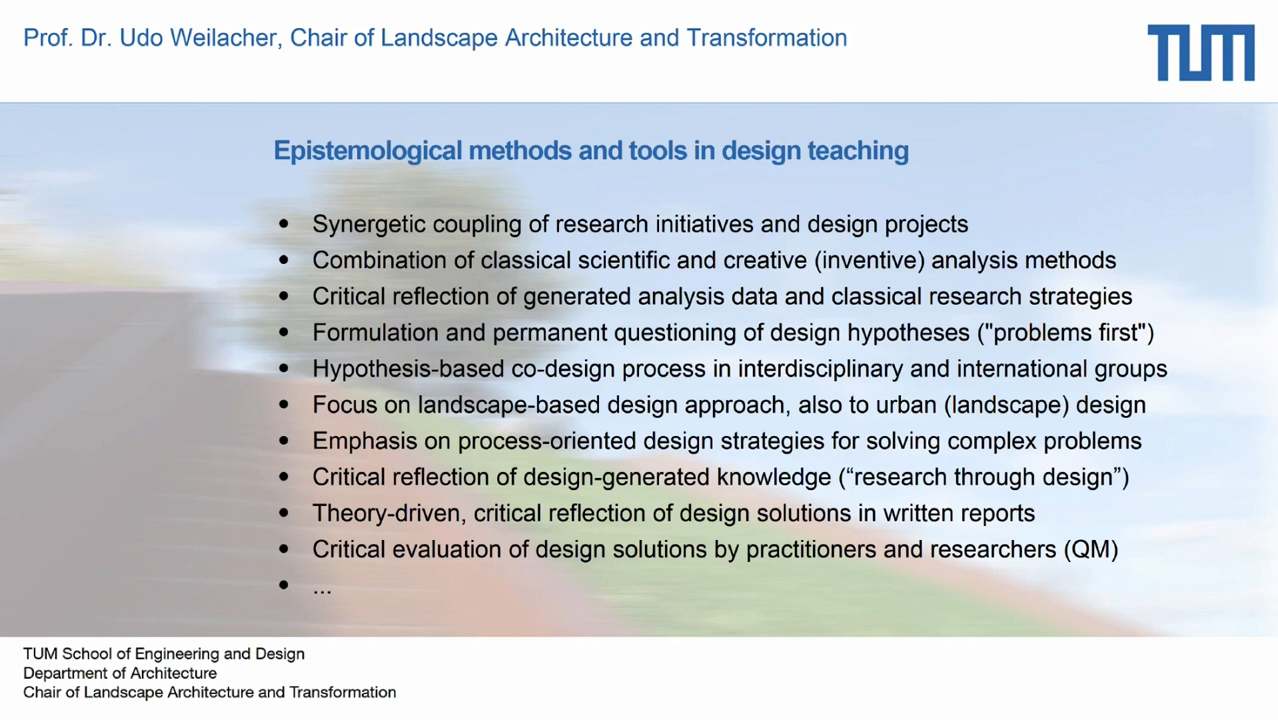 Prof. Dr. Udo Weilacher, Chair of Landscape Architecture and Transformation
TUM
Epistemological methods and tools in design teaching
• Synergetic coupling of research initiatives and design projects
• Combination of classical scientific and creative (inventive) analysis methods
• Critical reflection of generated analysis data and classical research strategies
• Formulation and permanent questioning of design hypotheses ("problems first")
• Hypothesis-based co-design process in interdisciplinary and international groups
• Focus on landscape-based design approach, also to urban (landscape) design
• Emphasis on process-oriented design strategies for solving complex problems
• Critical reflection of design-generated knowledge (“research through design”)
• Theory-driven, critical reflection of design solutions in written reports
• Critical evaluation of design solutions by practitioners and researchers (QM)
• ...
TUM School of Engineering and Design
Department of Architecture
Chair of Landscape Architecture and Transformation